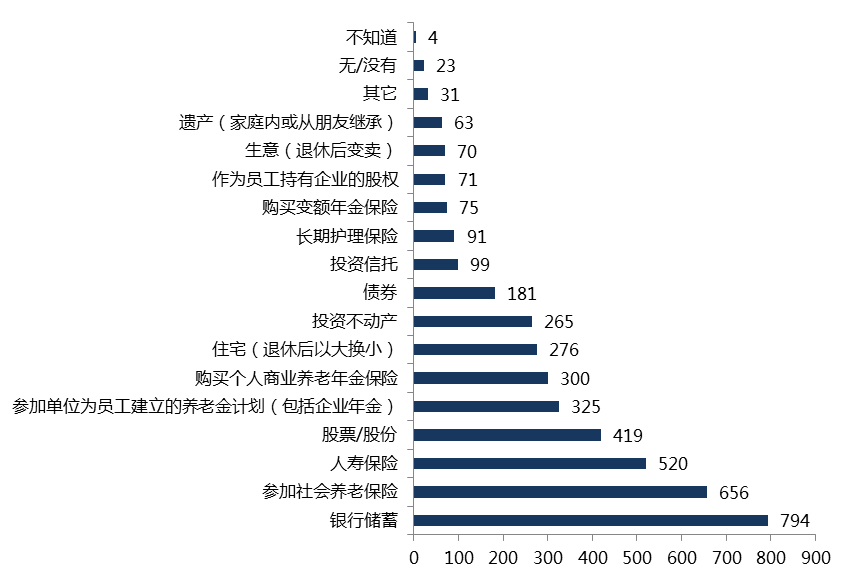 不知道 4
无/没有 23
其它 31
遗产（家庭内或从朋友继承） 63
生意（退休后变卖） 70
作为员工持有企业的股权 71
购买变额年金保险 75
长期护理保险 91
投资信托 99
债券 181
投资不动产 265
住宅（退休后以大换小） 276
购买个人商业养老年金保险 300
参加单位为员工建立的养老金计划（包括企业年金） 325
股票/股份 419
人寿保险 520
参加社会养老保险 656
银行储蓄 794
0 100 200 300 400 500 600 700 800 900